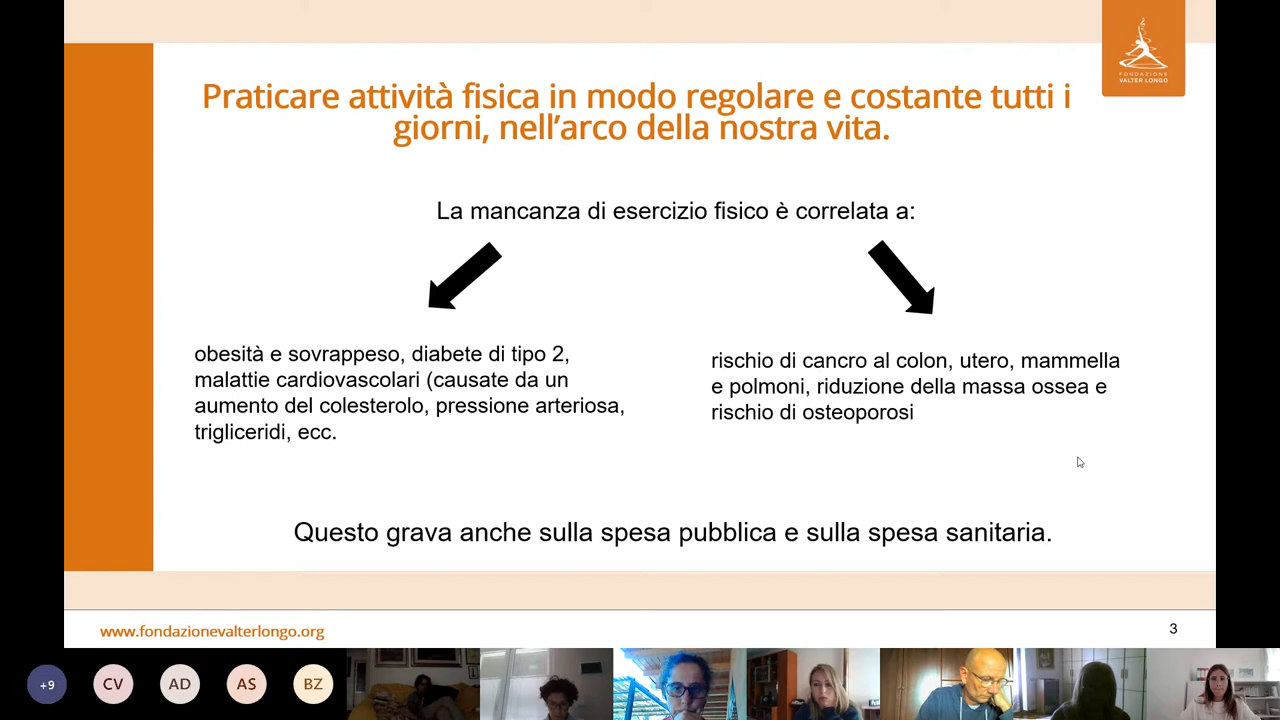 FONDAZIONE
VALTER LONGO
Praticare attività fisica in modo regolare e costante tutti i
giorni, nell’arco della nostra vita.
La mancanza di esercizio fisico è correlata a:
obesità e sovrappeso, diabete di tipo 2,
malattie cardiovascolari (causate da un
aumento del colesterolo, pressione arteriosa,
trigliceridi, ecc.
rischio di cancro al colon, utero, mammella
e polmoni, riduzione della massa ossea e
rischio di osteoporosi
Questo grava anche sulla spesa pubblica e sulla spesa sanitaria.
www.fondazionevalterlongo.org
3
+9
CV
AD
AS
BZ